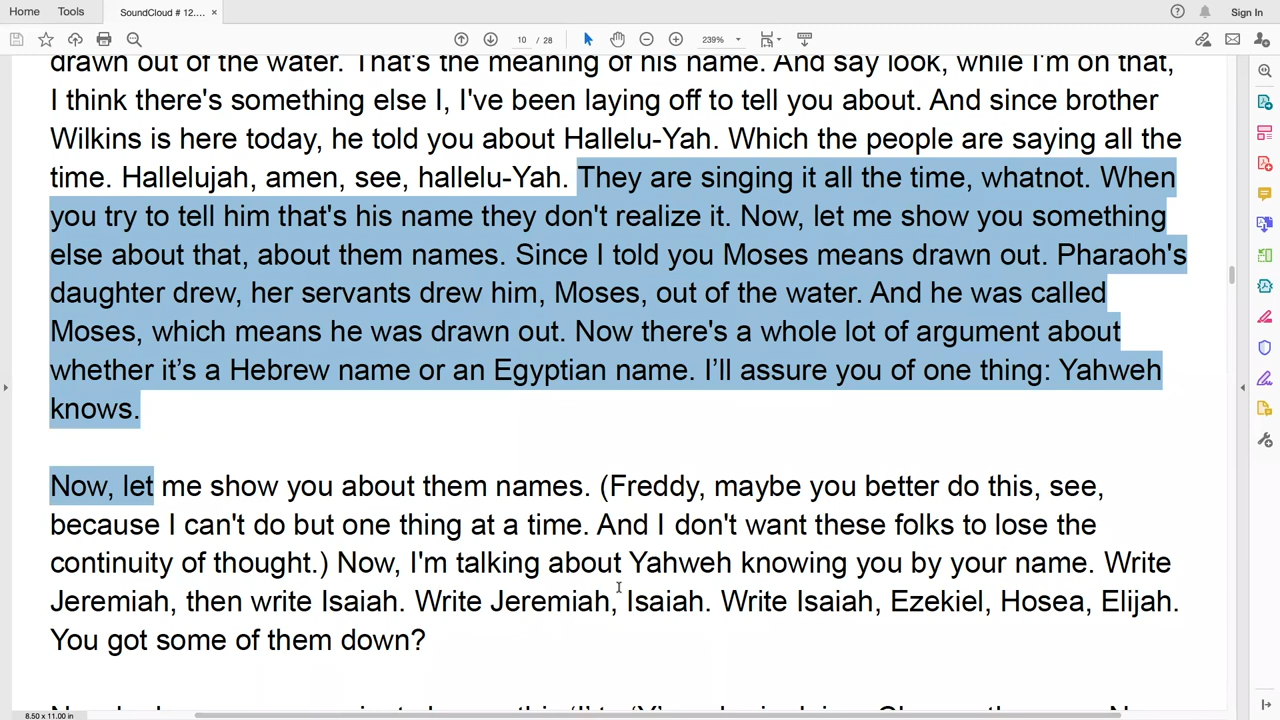 Home Tools SoundCloud # 12.... × Sign In
10 / 28 239%
drawn out of the water. That's the meaning of his name. And say look, while I'm on that,
I think there's something else I, I've been laying off to tell you about. And since brother
Wilkins is here today, he told you about Hallelu-Yah. Which the people are saying all the
time. Hallelujah, amen, see, hallelu-Yah. They are singing it all the time, whatnot. When
you try to tell him that's his name they don't realize it. Now, let me show you something
else about that, about them names. Since I told you Moses means drawn out. Pharaoh's
daughter drew, her servants drew him, Moses, out of the water. And he was called
Moses, which means he was drawn out. Now there's a whole lot of argument about
whether it’s a Hebrew name or an Egyptian name. I’ll assure you of one thing: Yahweh
knows.
Now, let me show you about them names. (Freddy, maybe you better do this, see,
because I can't do but one thing at a time. And I don't want these folks to lose the
continuity of thought.) Now, I'm talking about Yahweh knowing you by your name. Write
Jeremiah, then write Isaiah. Write Jeremiah, Isaiah. Write Isaiah, Ezekiel, Hosea, Elijah.
You got some of them down?
8.50 x 11.00 in